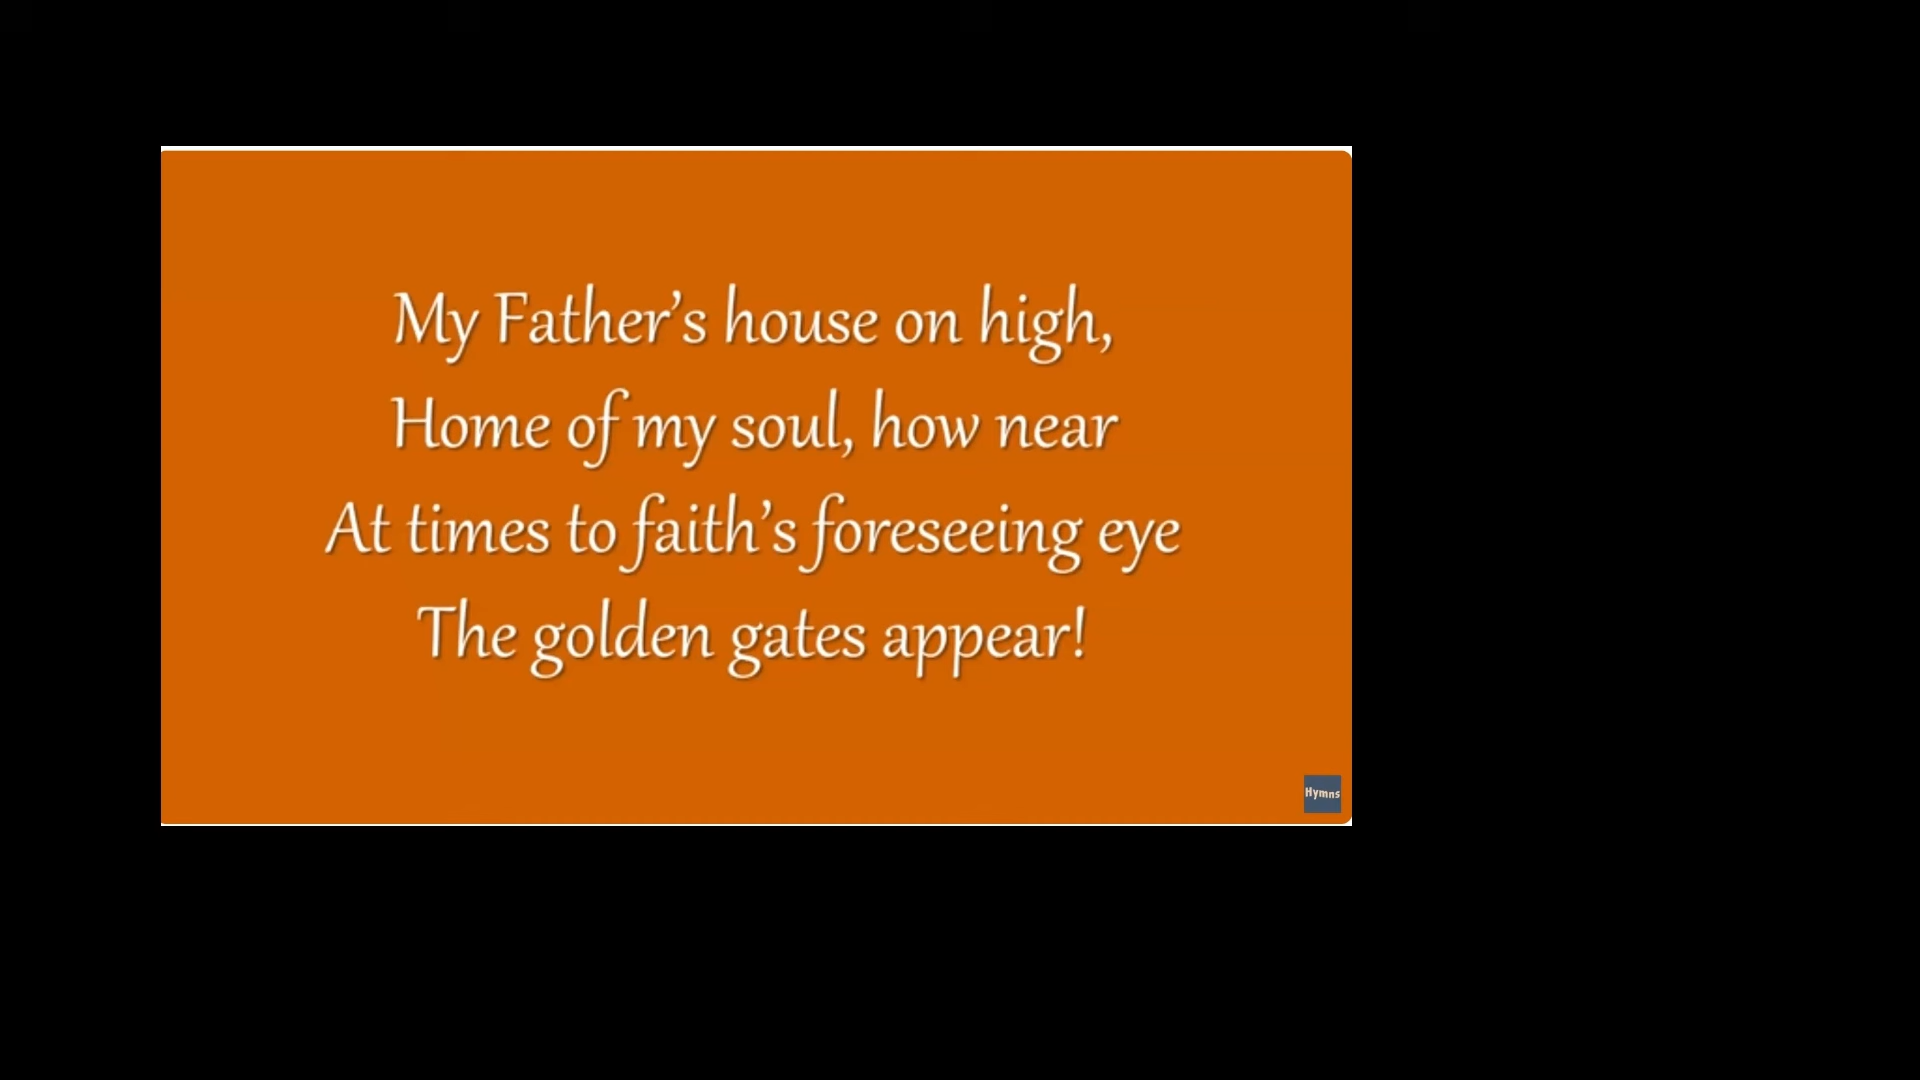 My Father’s house on high,
Home of my soul, how near
At times to faith’s foreseeing eye
The golden gates appear!
Hymns